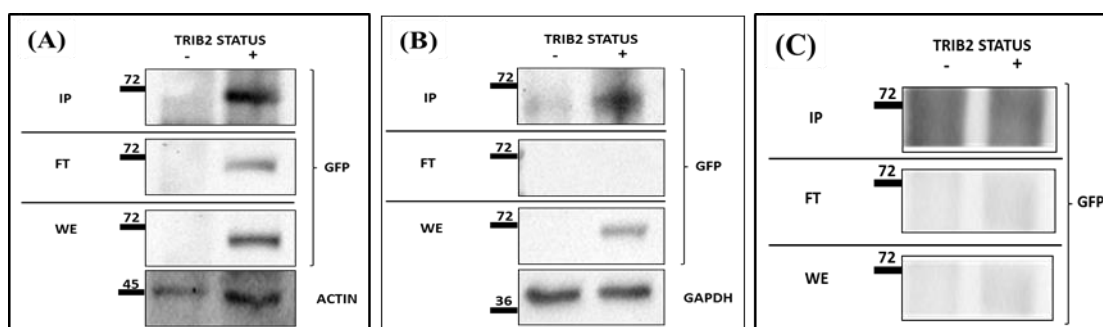 (A)
TRIB2 STATUS
- +
72
IP
72
FT
GFP
72
WE
45
ACTIN
(B)
TRIB2 STATUS
- +
72
IP
72
FT
GFP
72
WE
36
GAPDH
(C)
TRIB2 STATUS
- +
72
IP
72
FT
GFP
72
WE